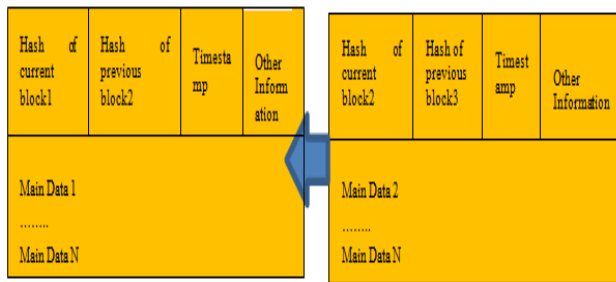 Hash of
current
block1
Hash of
previous
block2
Timesta
mp
Other
Inform
ation
Main Data 1
........
Main Data N
Hash of
current
block2
Hash of
previous
block3
Timest
amp
Other
Information
Main Data 2
........
Main Data N